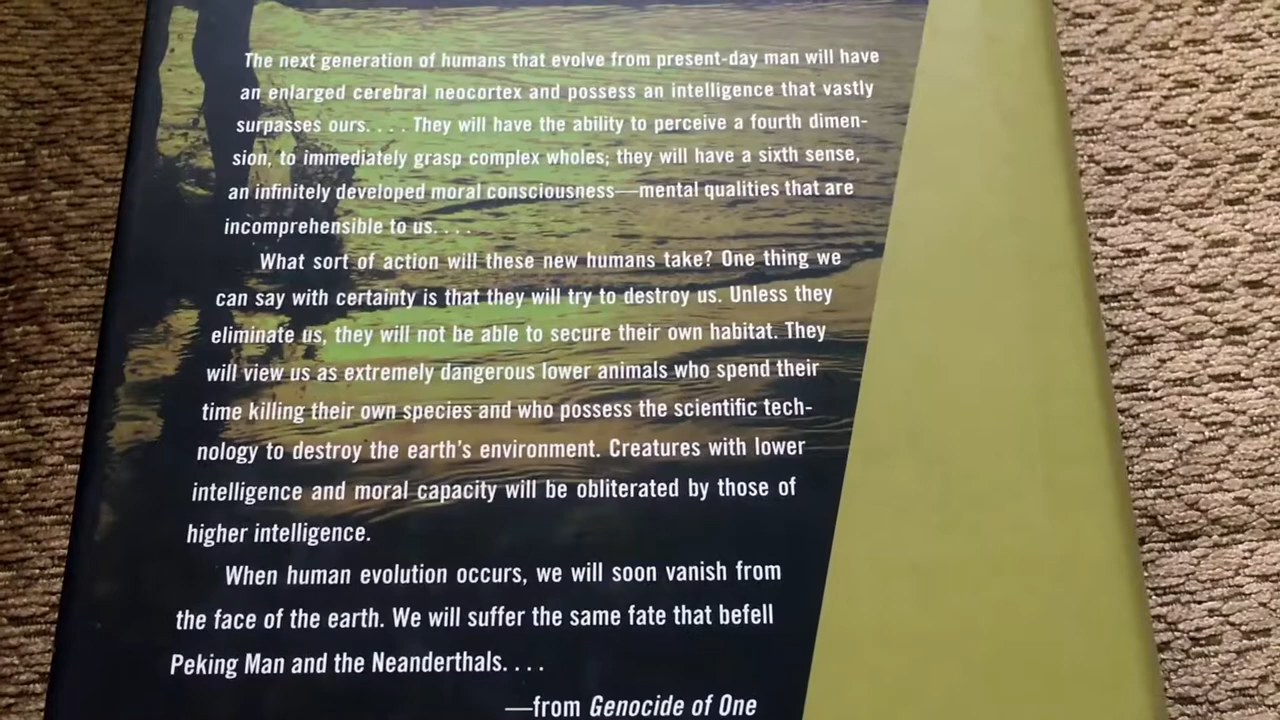 The next generation of humans that evolve from present-day man will have
an enlarged cerebral neocortex and possess an intelligence that vastly
surpasses ours. . . . They will have the ability to perceive a fourth dimen-
sion, to immediately grasp complex wholes; they will have a sixth sense,
an infinitely developed moral consciousness—mental qualities that are
incomprehensible to us. . . .
What sort of action will these new humans take? One thing we
can say with certainty is that they will try to destroy us. Unless they
eliminate us, they will not be able to secure their own habitat. They
will view us as extremely dangerous lower animals who spend their
time killing their own species and who possess the scientific tech-
nology to destroy the earth's environment. Creatures with lower
intelligence and moral capacity will be obliterated by those of
higher intelligence.
When human evolution occurs, we will soon vanish from
the face of the earth. We will suffer the same fate that befell
Peking Man and the Neanderthals. . . .
—from Genocide of One